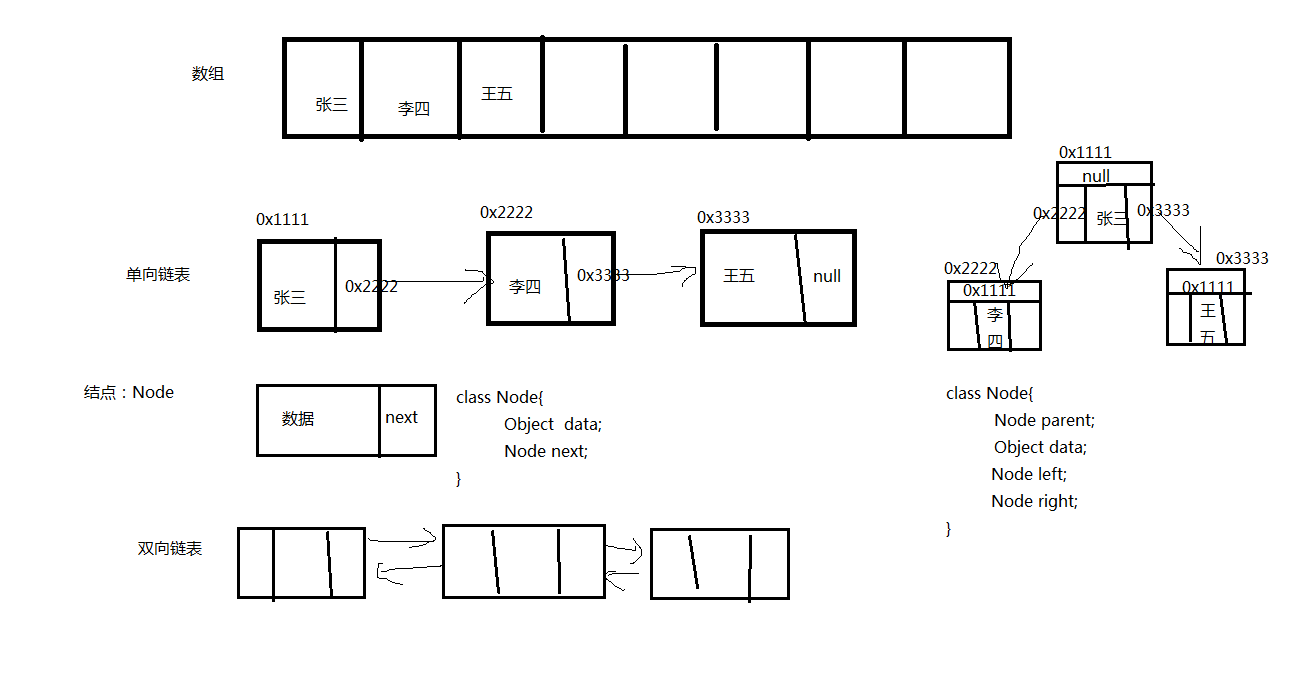 数组
张三
李四
王五
单向链表
0x1111
张三
0x2222
0x2222
李四
0x3333
0x3333
王五
null
0x1111
null
0x2222
张三
0x3333
0x2222
0x1111
李
四
0x3333
0x1111
王
五
结点：Node
数据
next
class Node{
Object  data;
Node next;
}
class Node{
Node parent;
Object data;
Node left;
Node right;
}
双向链表